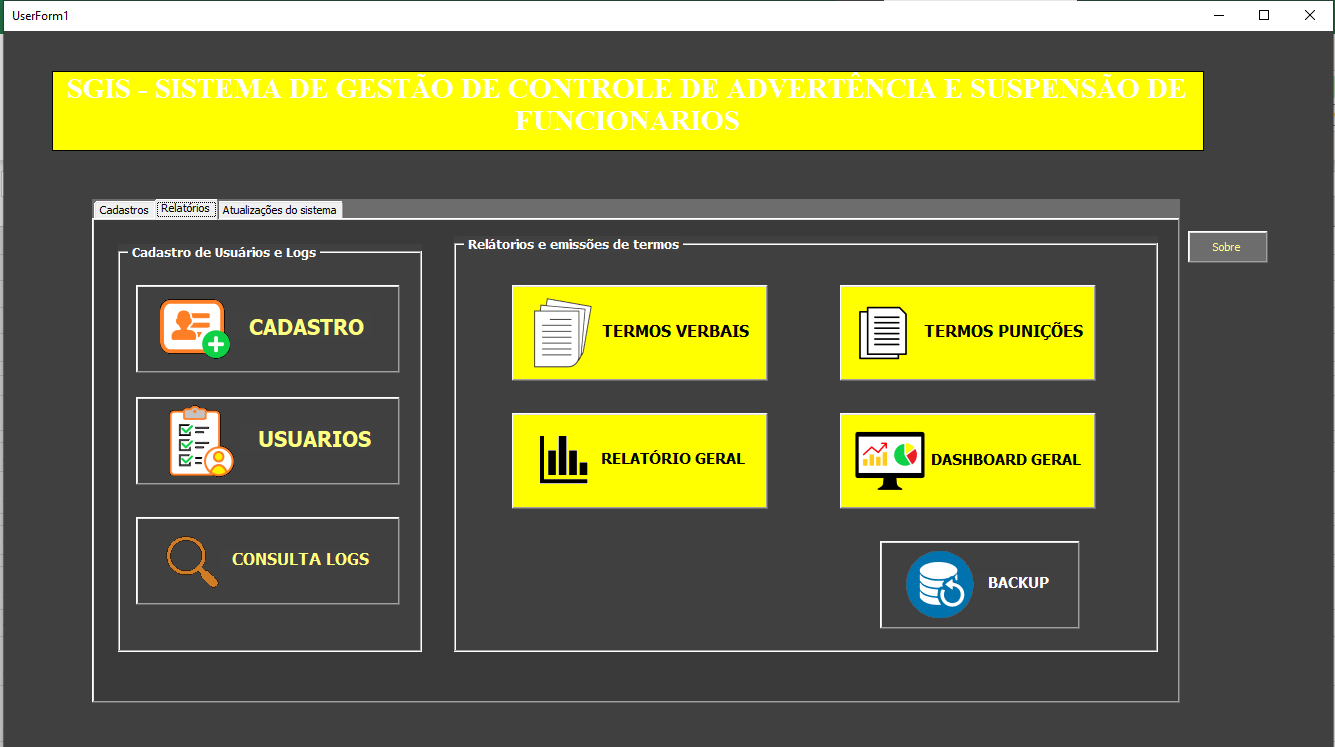 UserForm1
SGIS - SISTEMA DE GESTÃO DE CONTROLE DE ADVERTÊNCIA E SUSPENSÃO DE
FUNCIONARIOS
Cadastros
Relatórios
Atualizações do sistema
Sobre
Cadastro de Usuários e Logs
CADASTRO
USUARIOS
CONSULTA LOGS
Relátorios e emissões de termos
TERMOS VERBAIS
TERMOS PUNIÇÕES
RELATÓRIO GERAL
DASHBOARD GERAL
BACKUP